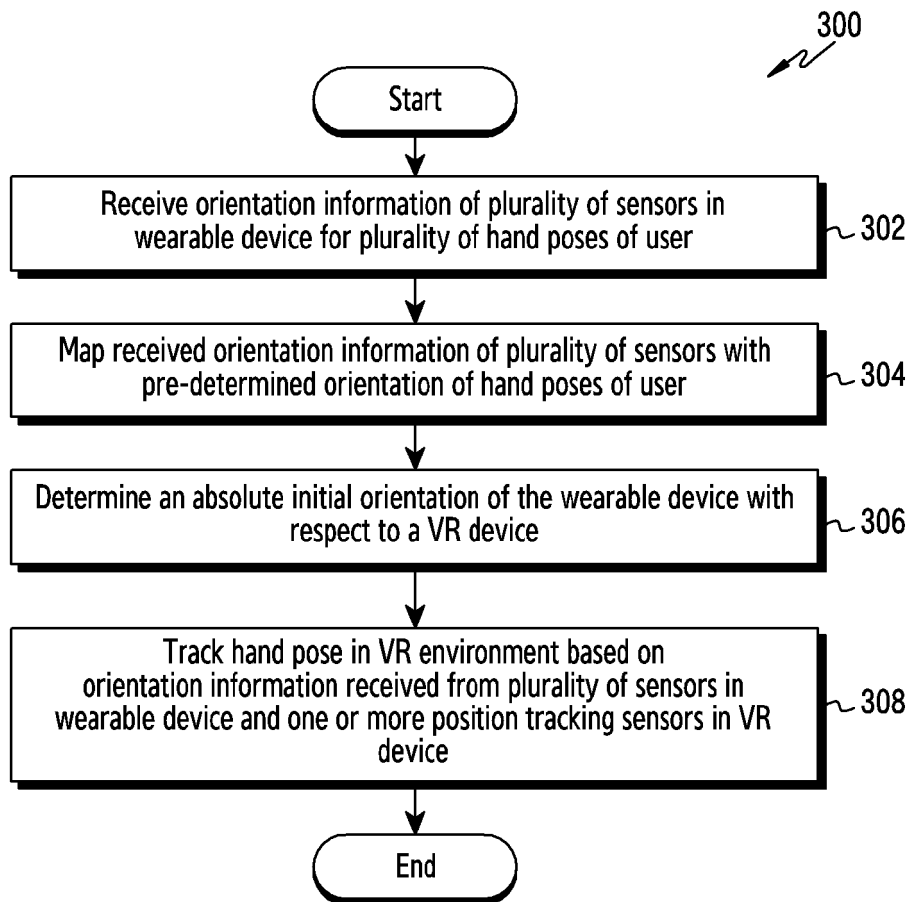 300
Start
Receive orientation information of plurality of sensors in
wearable device for plurality of hand poses of user
302
Map received orientation information of plurality of sensors with
pre-determined orientation of hand poses of user
304
Determine an absolute initial orientation of the wearable device with
respect to a VR device
306
Track hand pose in VR environment based on
orientation information received from plurality of sensors in
wearable device and one or more position tracking sensors in VR
device
308
End